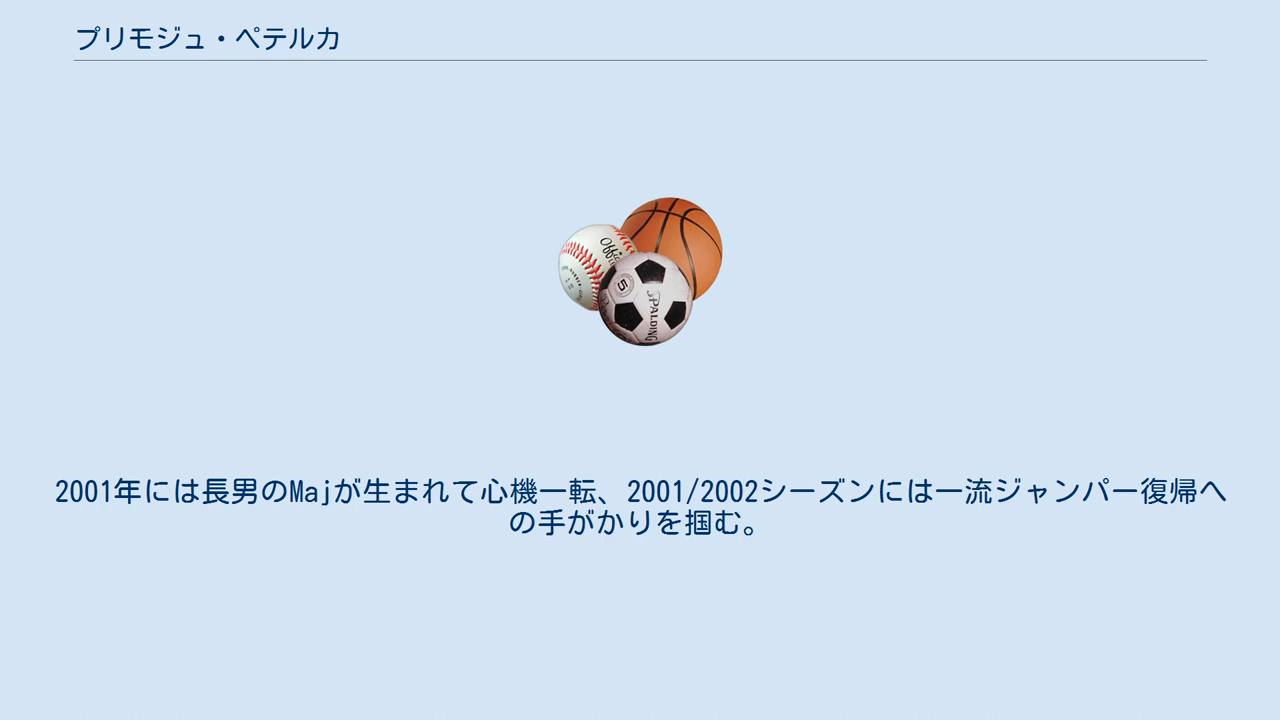 プリモジュ・ペテルカ
Offic
5
SPALDING
2001年には長男のMajが生まれて心機一転、2001/2002シーズンには一流ジャンパー復帰へ
の手がかりを掴む。